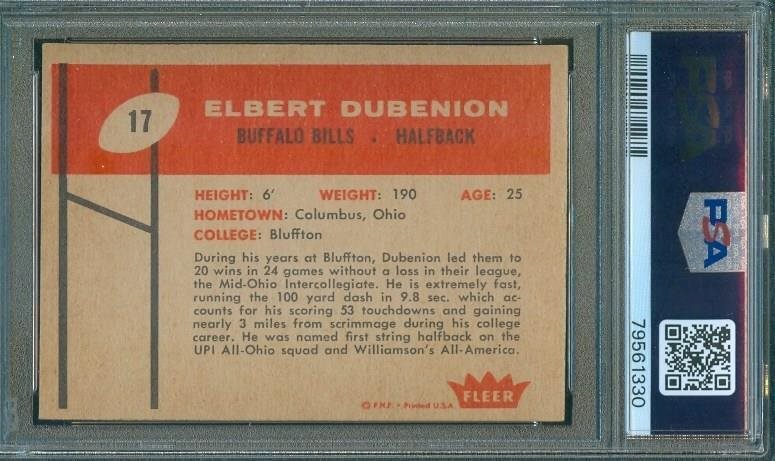 17
ELBERT DUBENION
BUFFALO BILLS . HALFBACK
HEIGHT: 6' WEIGHT: 190 AGE: 25
HOMETOWN: Columbus, Ohio
COLLEGE: Bluffton
During his years at Bluffton, Dubenion led them to
20 wins in 24 games without a loss in their league,
the Mid-Ohio Intercollegiate. He is extremely fast,
running the 100 yard dash in 9.8 sec. which ac-
counts for his scoring 53 touchdowns and gaining
nearly 3 miles from scrimmage during his college
career. He was named first string halfback on the
UPI All-Ohio squad and Williamson's All-America.
© F.H.F. • Printed U.S.A
FLEER
PSA
PSA
79561330